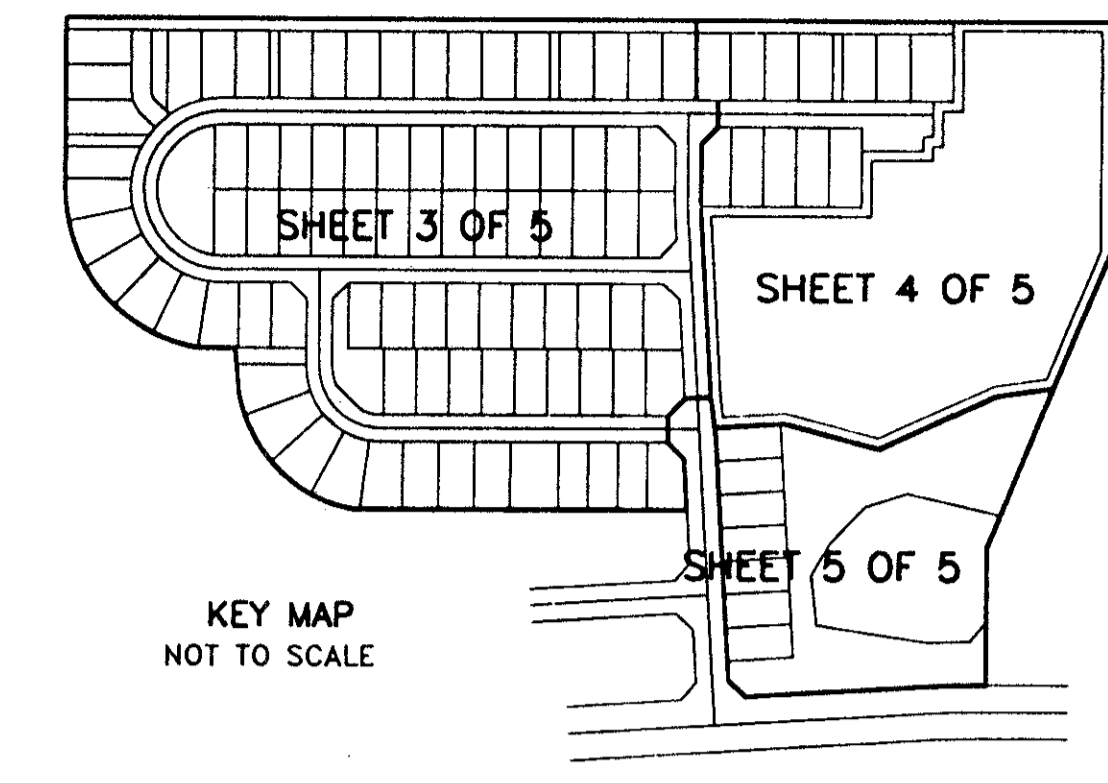 SHEET 3 OF 5
SHEET 4 OF 5
SHEET 5 OF 5
KEY MAP
NOT TO SCALE